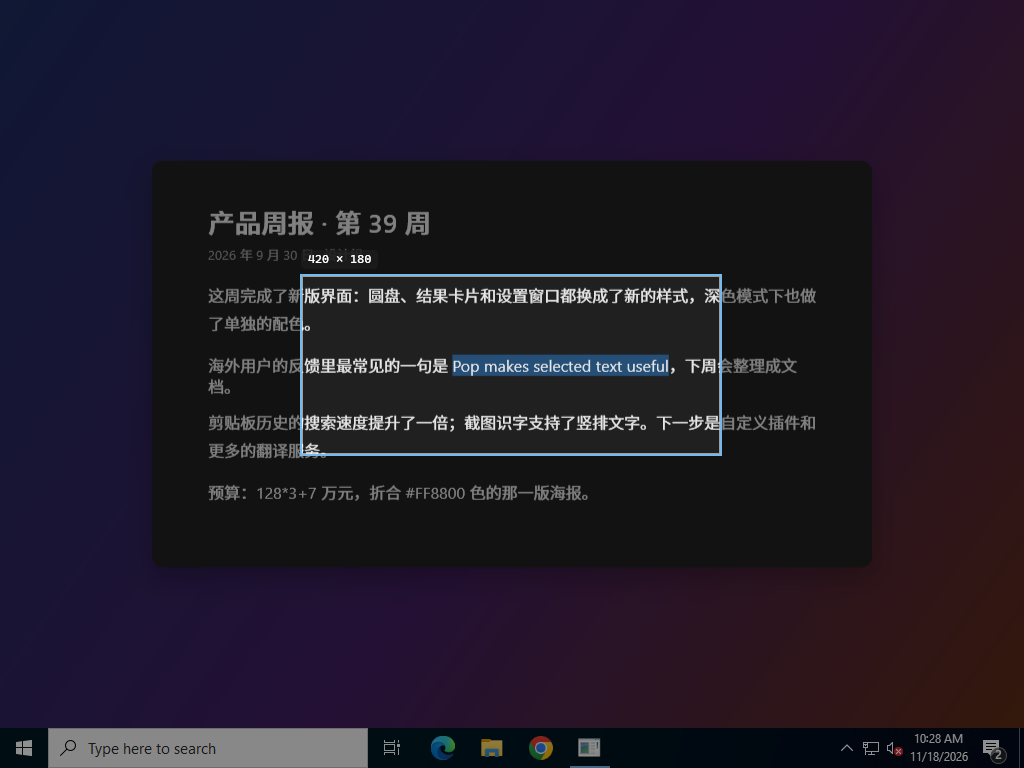 产品周报 · 第 39 周
2026 年 9 月 30
420 × 180
这周完成了新版界面：圆盘、结果卡片和设置窗口都换成了新的样式，深色模式下也做
了单独的配色。
海外用户的反馈里最常见的一句是 Pop makes selected text useful，下周会整理成文
档。
剪贴板历史的搜索速度提升了一倍；截图识字支持了竖排文字。下一步是自定义插件和
更多的翻译服务。
预算：128*3+7 万元，折合 #FF8800 色的那一版海报。
Type here to search
10:28 AM
11/18/2026
2